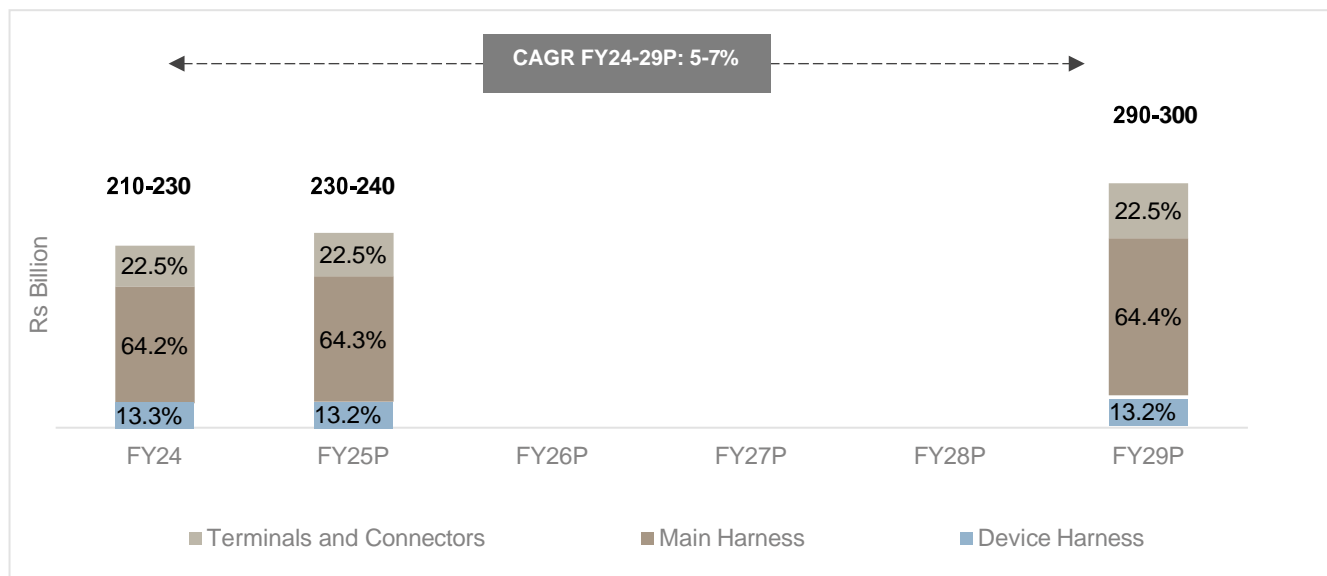 CAGR FY24-29P: 5-7%
290-300
210-230
230-240
22.5%
22.5%
22.5%
64.2%
64.3%
64.4%
13.3%
13.2%
13.2%
Rs Billion
FY24
FY25P
FY26P
FY27P
FY28P
FY29P
Terminals and Connectors
Main Harness
Device Harness